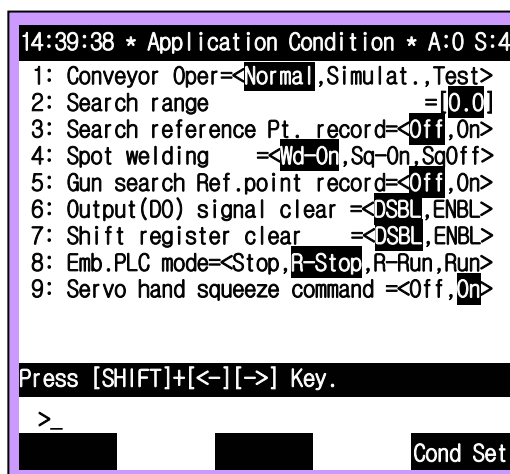 14:39:38 * Application Condition * A:0 S:4
1: Conveyor Oper=<Normal,Simulat.,Test>
2: Search range =[0.0]
3: Search reference Pt. record=<Off,On>
4: Spot welding =<Wd-On,Sq-On,SqOff>
5: Gun search Ref.point record=<Off,On>
6: Output(DO) signal clear =<DSBL,ENBL>
7: Shift register clear =<DSBL,ENBL>
8: Emb.PLC mode=<Stop,R-Stop,R-Run,Run>
9: Servo hand squeeze command =<Off,On>
Press [SHIFT]+[<-][->] Key.
>_
Cond Set